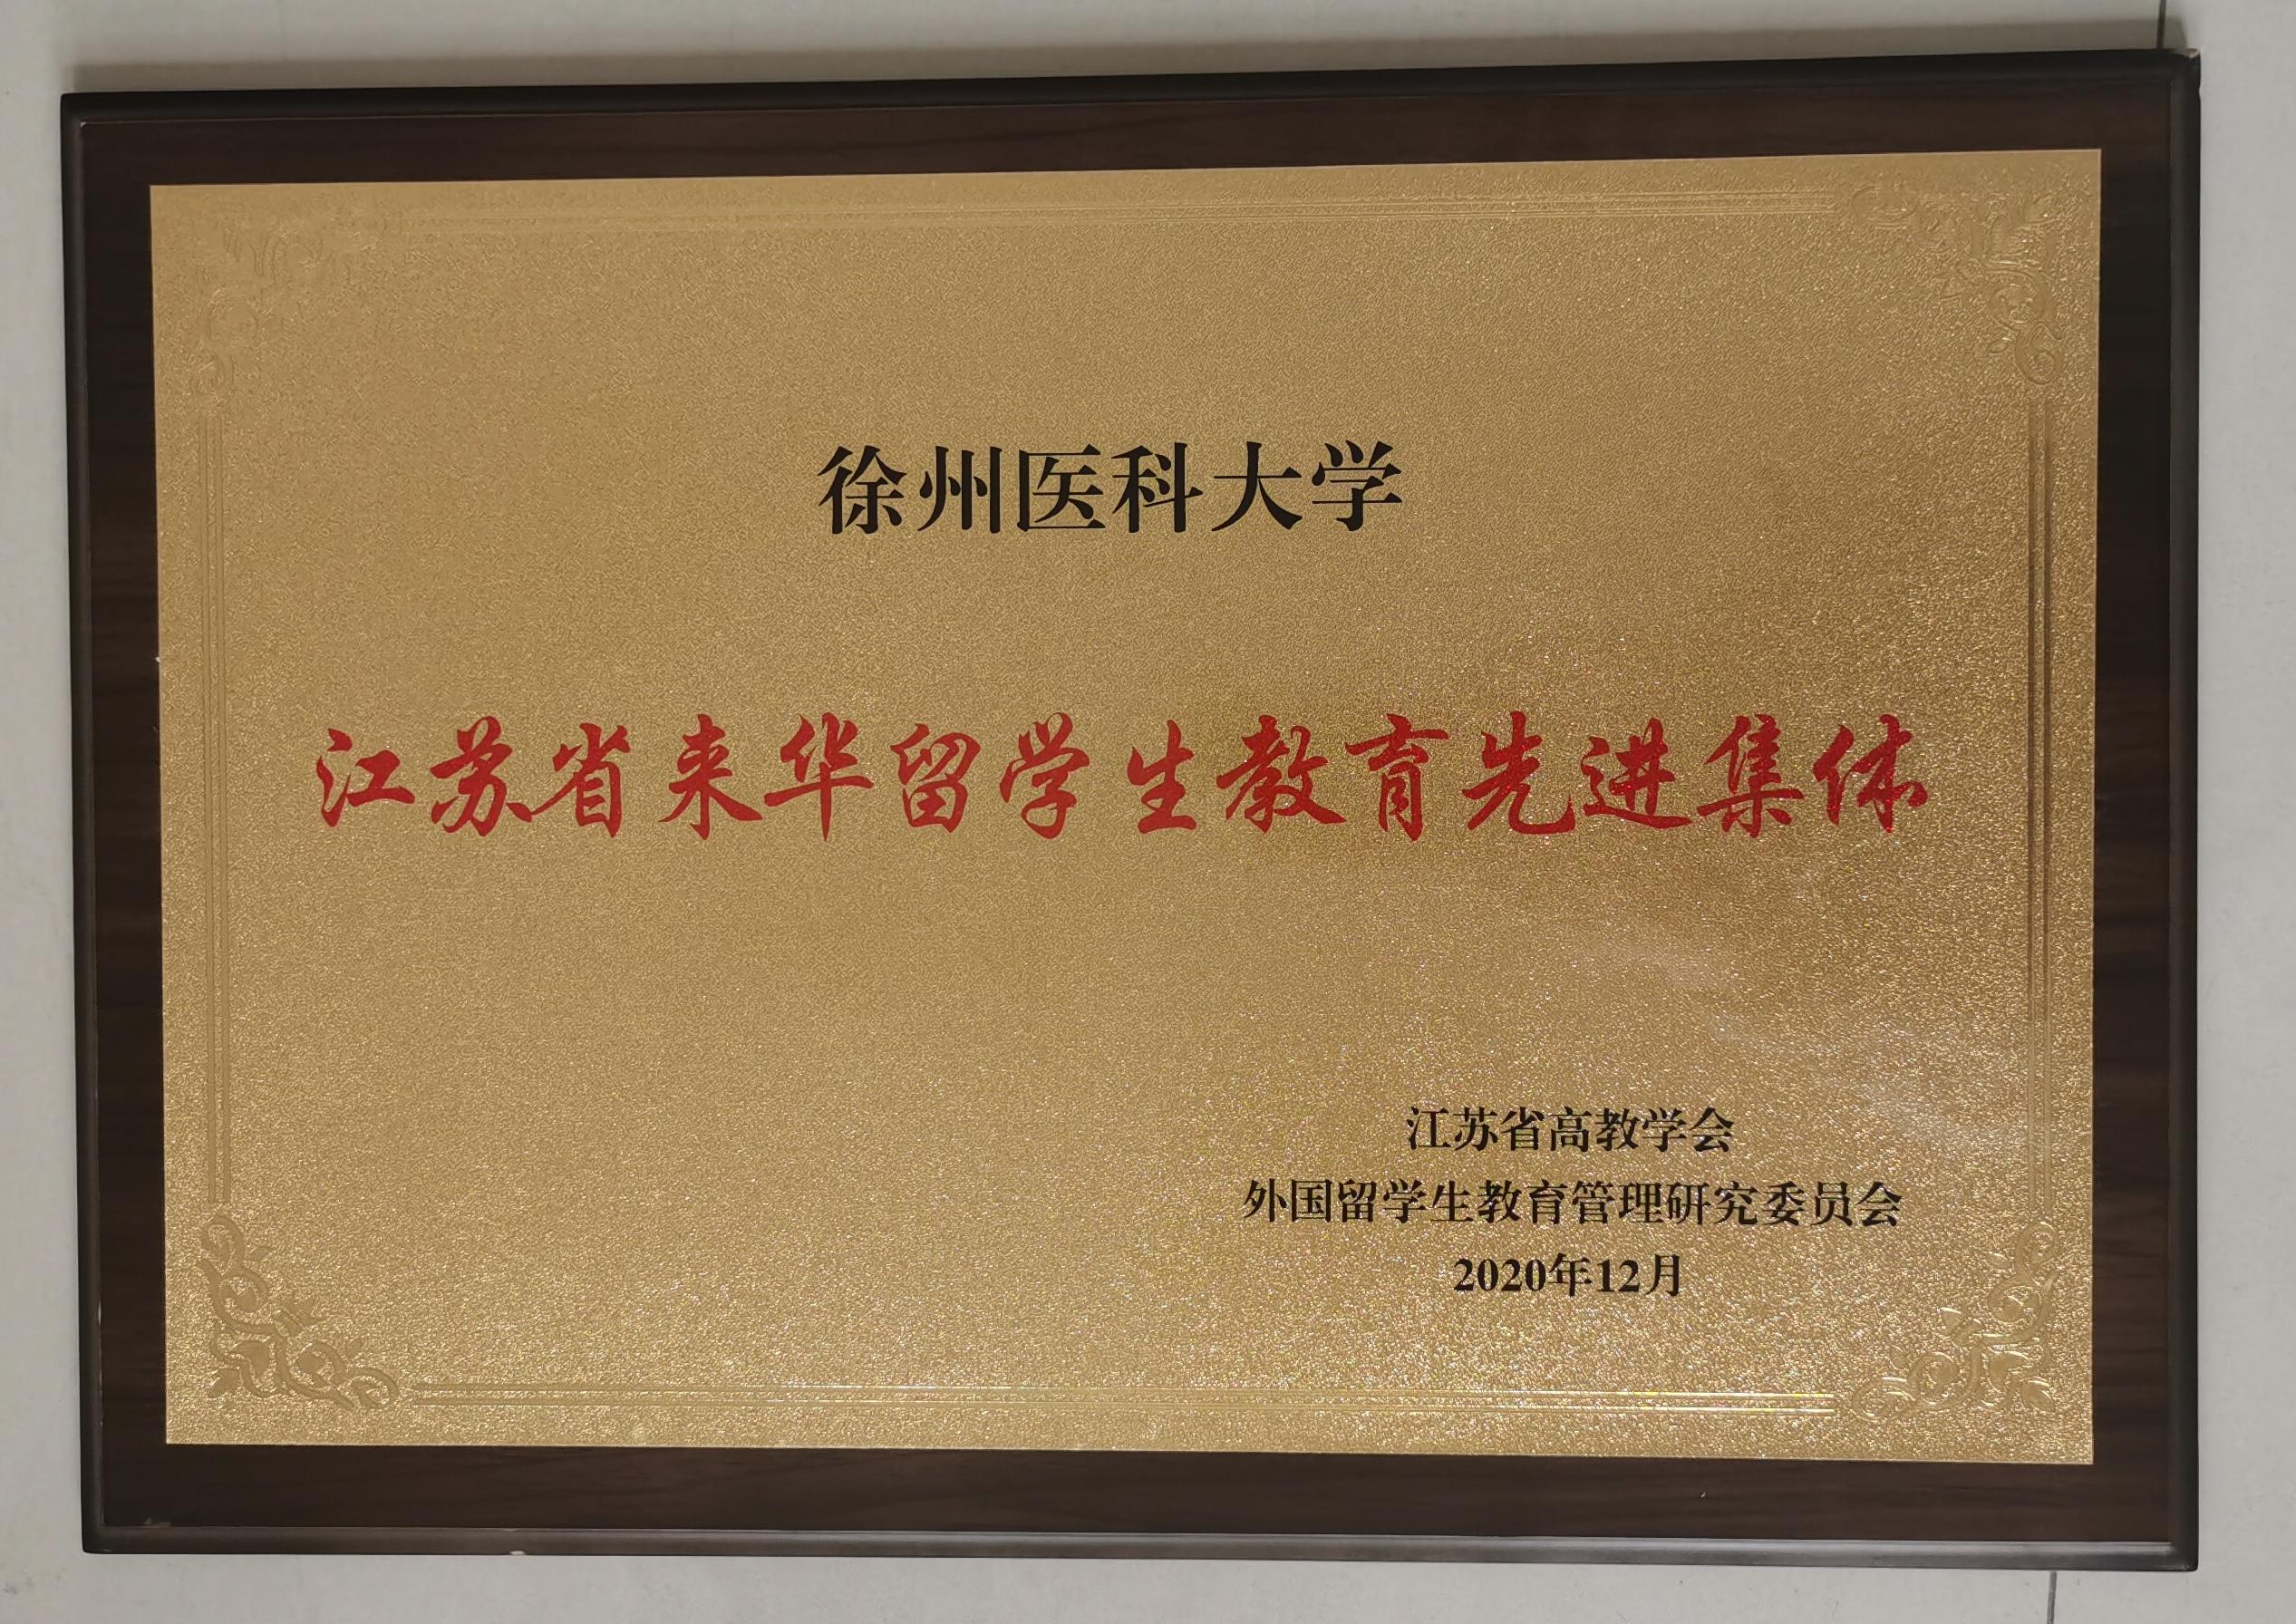 徐州医科大学
江苏省来华留学生教育先进集体
江苏省高教学会
外国留学生教育管理研究委员会
2020年12月